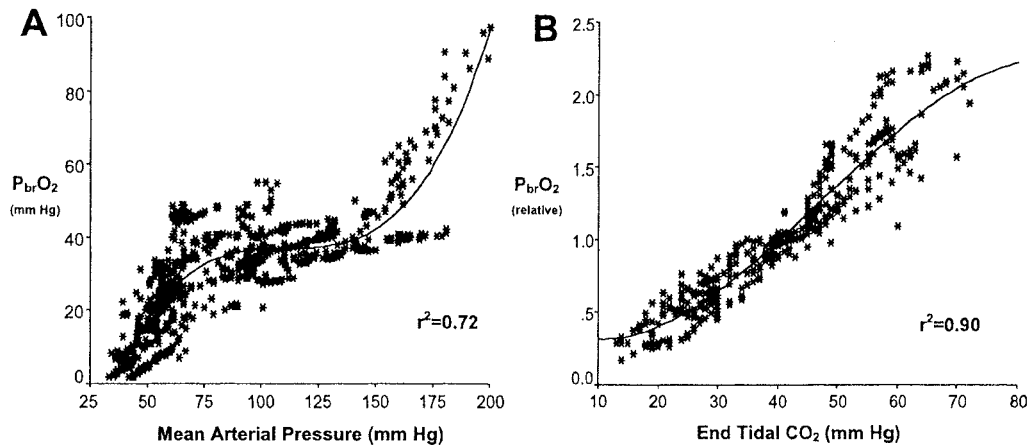 A
100
80
60
40
20
0
PbrO2
(mm Hg)
r²=0.72
25 50 75 100 125 150 175 200
Mean Arterial Pressure (mm Hg)
B
2.5
2.0
1.5
1.0
.5
0.0
PbrO2
(relative)
r²=0.90
10 20 30 40 50 60 70 80
End Tidal CO2 (mm Hg)